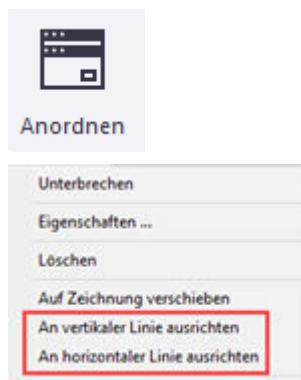 Anordnen
Unterbrechen
Eigenschaften ...
Löschen
Auf Zeichnung verschieben
An vertikaler Linie ausrichten
An horizontaler Linie ausrichten